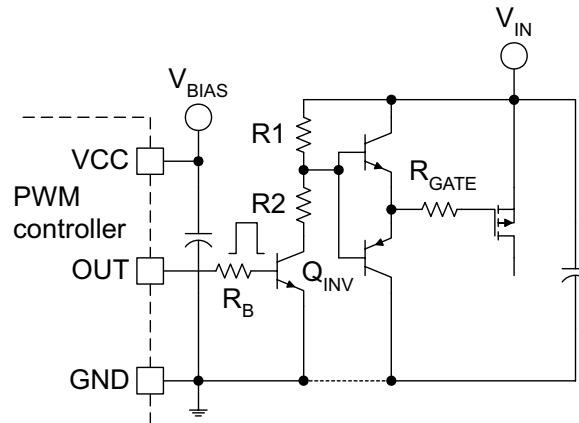 V_IN
V_BIAS
R1
VCC
R_GATE
PWM
controller
R2
OUT
Q_INV
R_B
GND